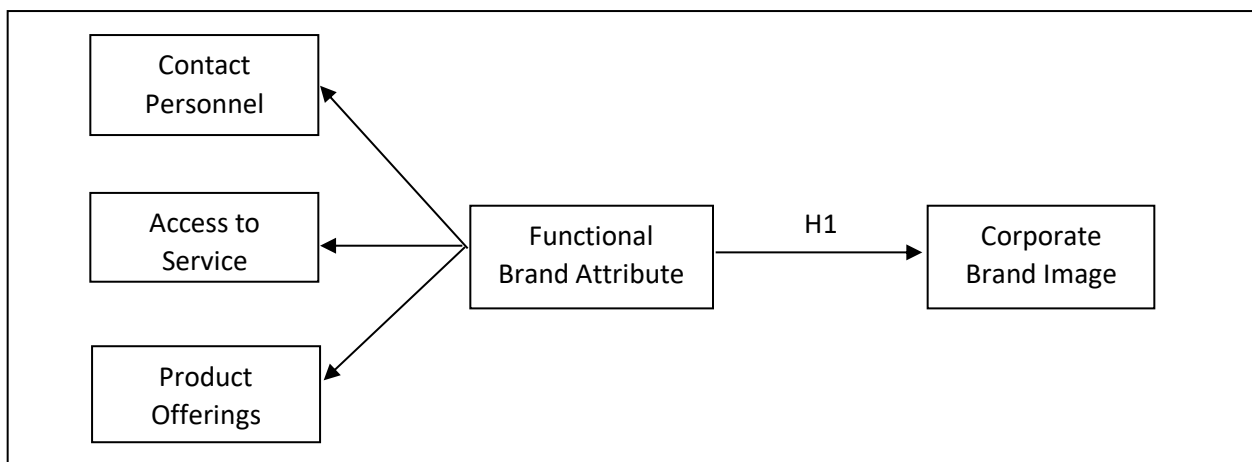 Contact
Personnel
Access to
Service
Product
Offerings
Functional
Brand Attribute
H1
Corporate
Brand Image